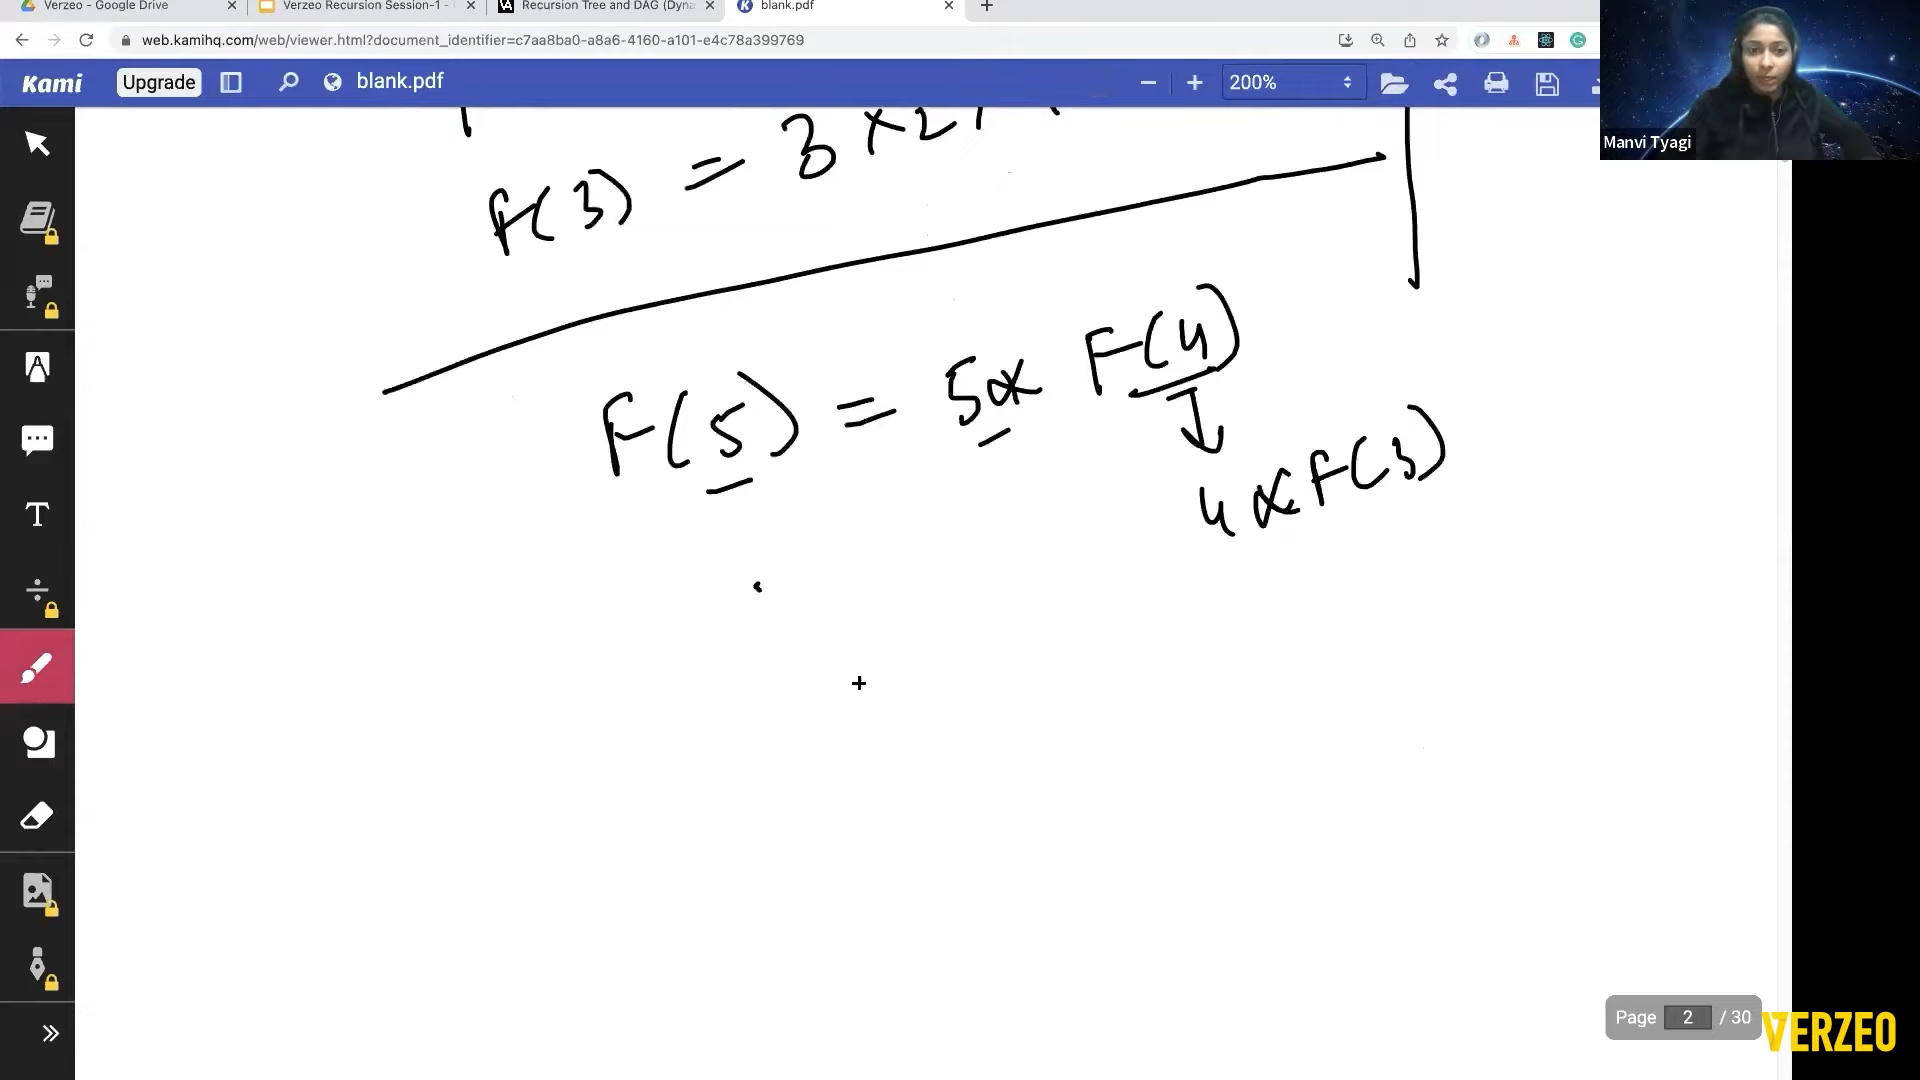 Verzeo - Google Drive
Verzeo Recursion Session-1 -
Recursion Tree and DAG (Dyna
blank.pdf
web.kamihq.com/web/viewer.html?document_identifier=c7aa8ba0-a8a6-4160-a101-e4c78a399769
Kami
Upgrade
blank.pdf
200%
Manvi Tyagi
f(3) = 3 × 2
F(5) = 5 × F(4)
4 × F(3)
T
Page 2 / 30
VERZEO